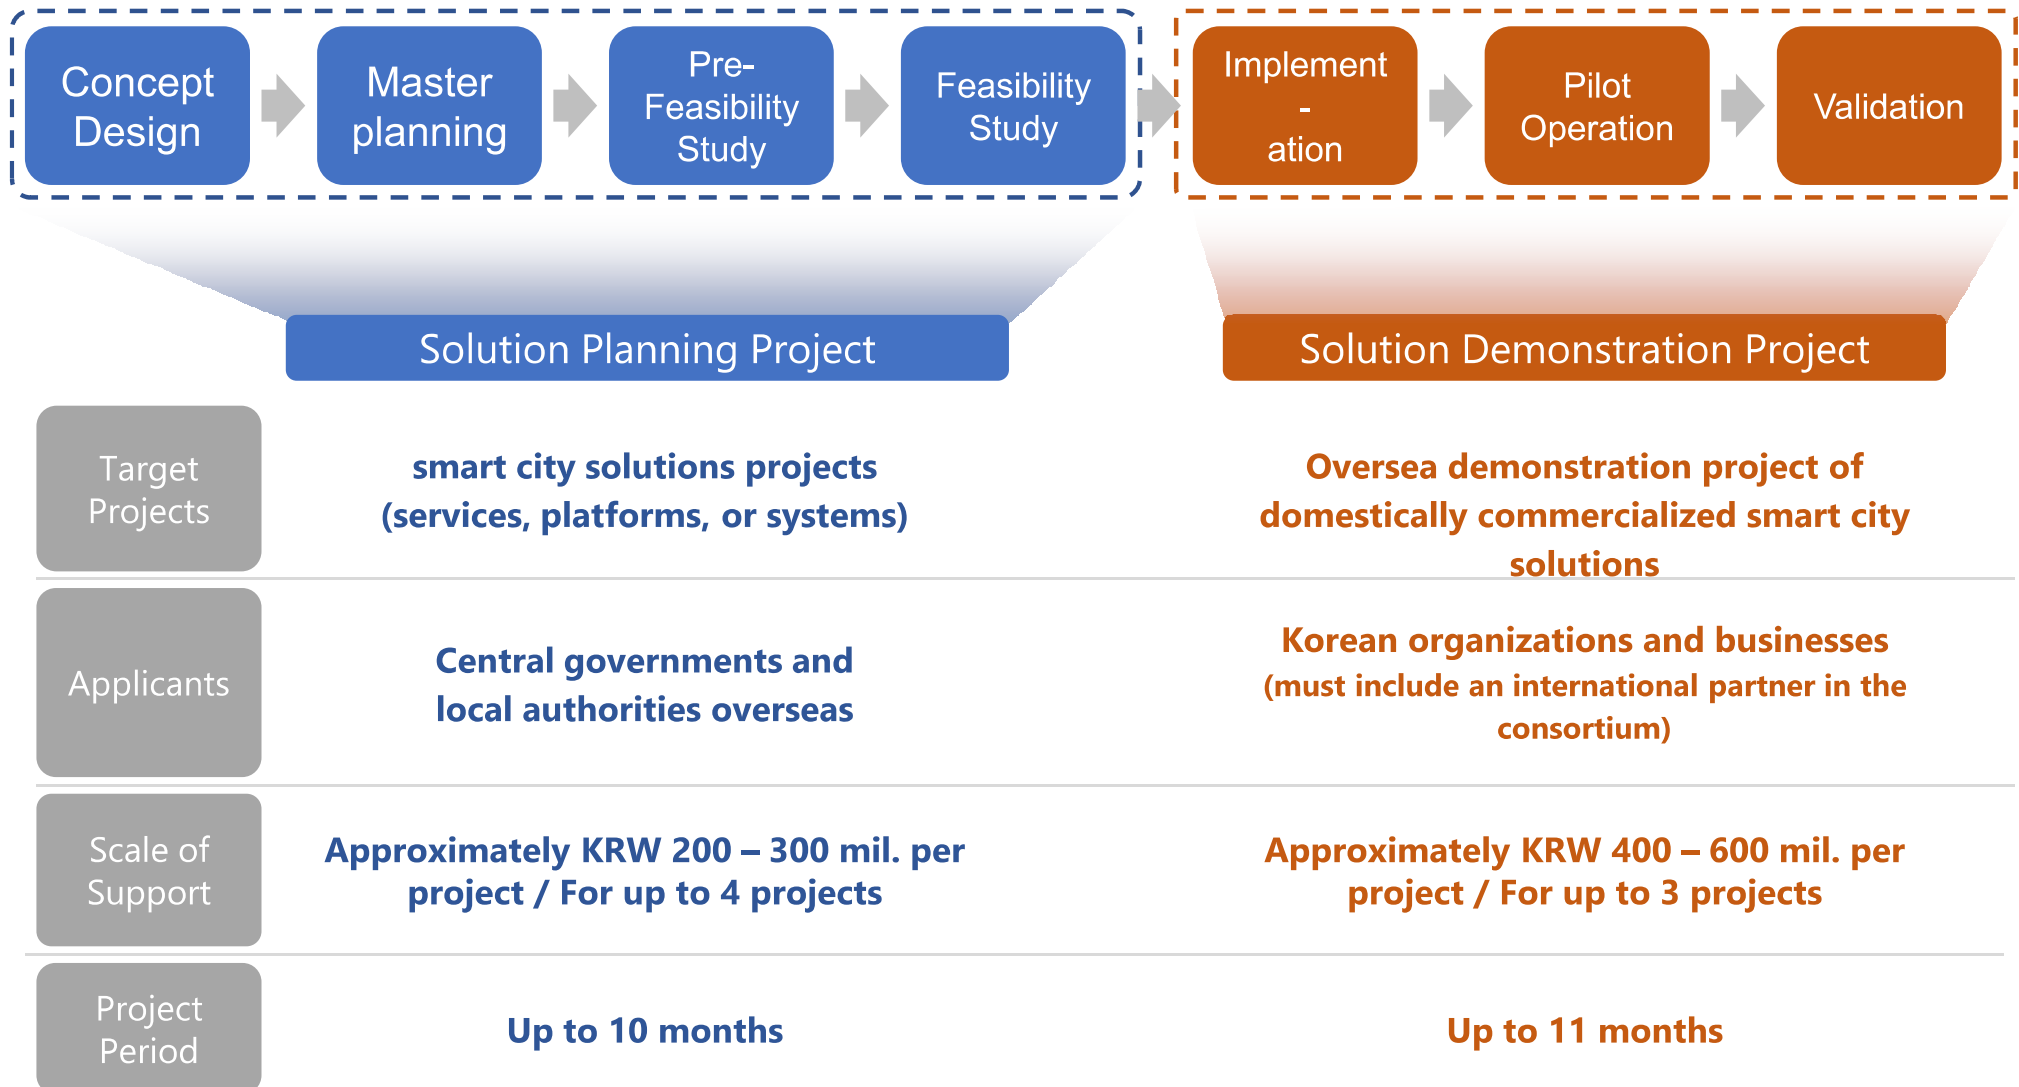 Concept
Design
Master
planning
Pre-
Feasibility
Study
Feasibility
Study
Implement
-
ation
Pilot
Operation
Validation
Solution Planning Project
Solution Demonstration Project
Target
Projects
smart city solutions projects
(services, platforms, or systems)
Oversea demonstration project of
domestically commercialized smart city
solutions
Applicants
Central governments and
local authorities overseas
Korean organizations and businesses
(must include an international partner in the
consortium)
Scale of
Support
Approximately KRW 200 – 300 mil. per
project / For up to 4 projects
Approximately KRW 400 – 600 mil. per
project / For up to 3 projects
Project
Period
Up to 10 months
Up to 11 months